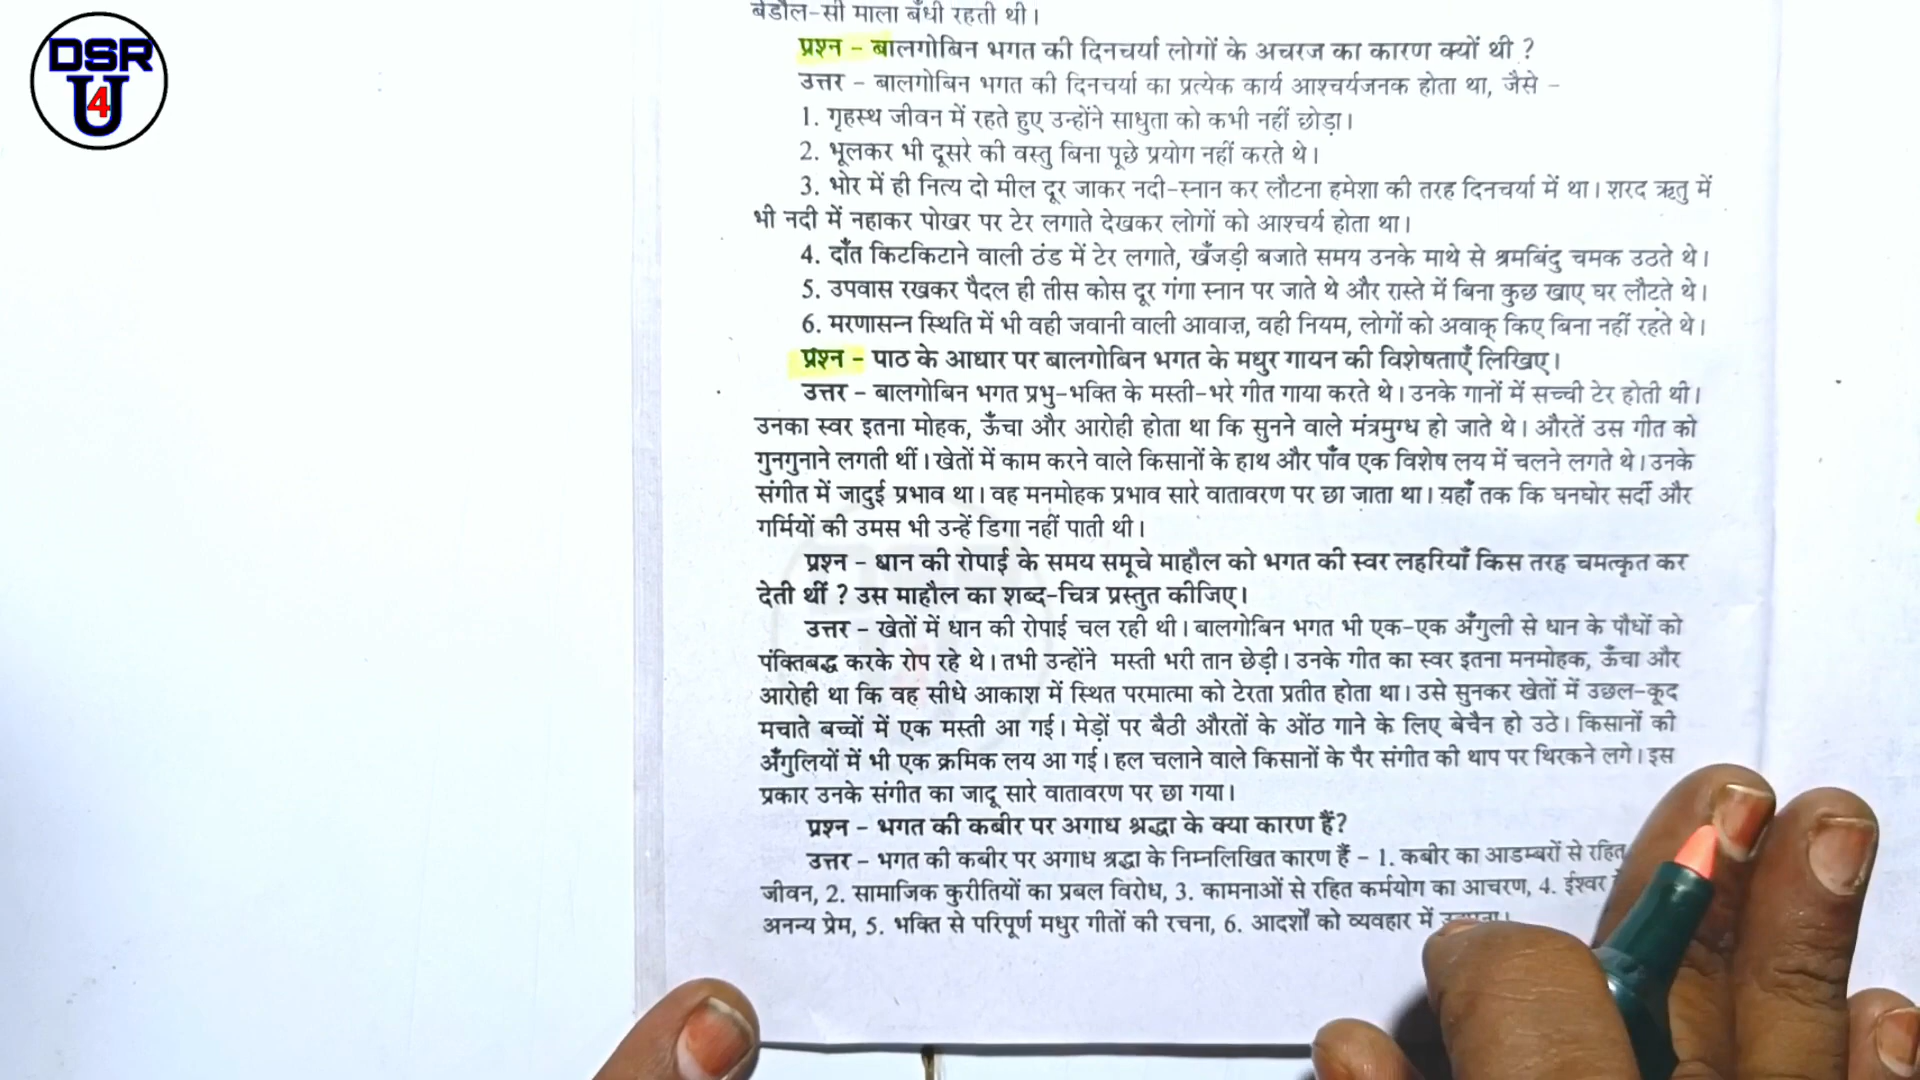 DSR
U
4
बेडौल-सी माला बँधी रहती थी।
प्रश्न - बालगोबिन भगत की दिनचर्या लोगों के अचरज का कारण क्यों थी ?
उत्तर - बालगोबिन भगत की दिनचर्या का प्रत्येक कार्य आश्चर्यजनक होता था, जैसे -
1. गृहस्थ जीवन में रहते हुए उन्होंने साधुता को कभी नहीं छोड़ा।
2. भूलकर भी दूसरे की वस्तु बिना पूछे प्रयोग नहीं करते थे।
3. भोर में ही नित्य दो मील दूर जाकर नदी-स्नान कर लौटना हमेशा की तरह दिनचर्या में था। शरद ऋतु में
भी नदी में नहाकर पोखर पर टेर लगाते देखकर लोगों को आश्चर्य होता था।
4. दाँत किटकिटाने वाली ठंड में टेर लगाते, खँजड़ी बजाते समय उनके माथे से श्रमबिंदु चमक उठते थे।
5. उपवास रखकर पैदल ही तीस कोस दूर गंगा स्नान पर जाते थे और रास्ते में बिना कुछ खाए घर लौटते थे।
6. मरणासन्न स्थिति में भी वही जवानी वाली आवाज़, वही नियम, लोगों को अवाक् किए बिना नहीं रहते थे।
प्रश्न - पाठ के आधार पर बालगोबिन भगत के मधुर गायन की विशेषताएँ लिखिए।
उत्तर - बालगोबिन भगत प्रभु-भक्ति के मस्ती-भरे गीत गाया करते थे। उनके गानों में सच्ची टेर होती थी।
उनका स्वर इतना मोहक, ऊँचा और आरोही होता था कि सुनने वाले मंत्रमुग्ध हो जाते थे। औरतें उस गीत को
गुनगुनाने लगती थीं। खेतों में काम करने वाले किसानों के हाथ और पाँव एक विशेष लय में चलने लगते थे। उनके
संगीत में जादुई प्रभाव था। वह मनमोहक प्रभाव सारे वातावरण पर छा जाता था। यहाँ तक कि घनघोर सर्दी और
गर्मियों की उमस भी उन्हें डिगा नहीं पाती थी।
प्रश्न - धान की रोपाई के समय समूचे माहौल को भगत की स्वर लहरियाँ किस तरह चमत्कृत कर
देती थीं ? उस माहौल का शब्द-चित्र प्रस्तुत कीजिए।
उत्तर - खेतों में धान की रोपाई चल रही थी। बालगोबिन भगत भी एक-एक अँगुली से धान के पौधों को
पंक्तिबद्ध करके रोप रहे थे। तभी उन्होंने मस्ती भरी तान छेड़ी। उनके गीत का स्वर इतना मनमोहक, ऊँचा और
आरोही था कि वह सीधे आकाश में स्थित परमात्मा को टेरता प्रतीत होता था। उसे सुनकर खेतों में उछल-कूद
मचाते बच्चों में एक मस्ती आ गई। मेड़ों पर बैठी औरतों के ओंठ गाने के लिए बेचैन हो उठे। किसानों की
अँगुलियों में भी एक क्रमिक लय आ गई। हल चलाने वाले किसानों के पैर संगीत की थाप पर थिरकने लगे। इस
प्रकार उनके संगीत का जादू सारे वातावरण पर छा गया।
प्रश्न - भगत की कबीर पर अगाध श्रद्धा के क्या कारण हैं?
उत्तर - भगत की कबीर पर अगाध श्रद्धा के निम्नलिखित कारण हैं - 1. कबीर का आडम्बरों से रहित
जीवन, 2. सामाजिक कुरीतियों का प्रबल विरोध, 3. कामनाओं से रहित कर्मयोग का आचरण, 4. ईश्वर
अनन्य प्रेम, 5. भक्ति से परिपूर्ण मधुर गीतों की रचना, 6. आदर्शों को व्यवहार में